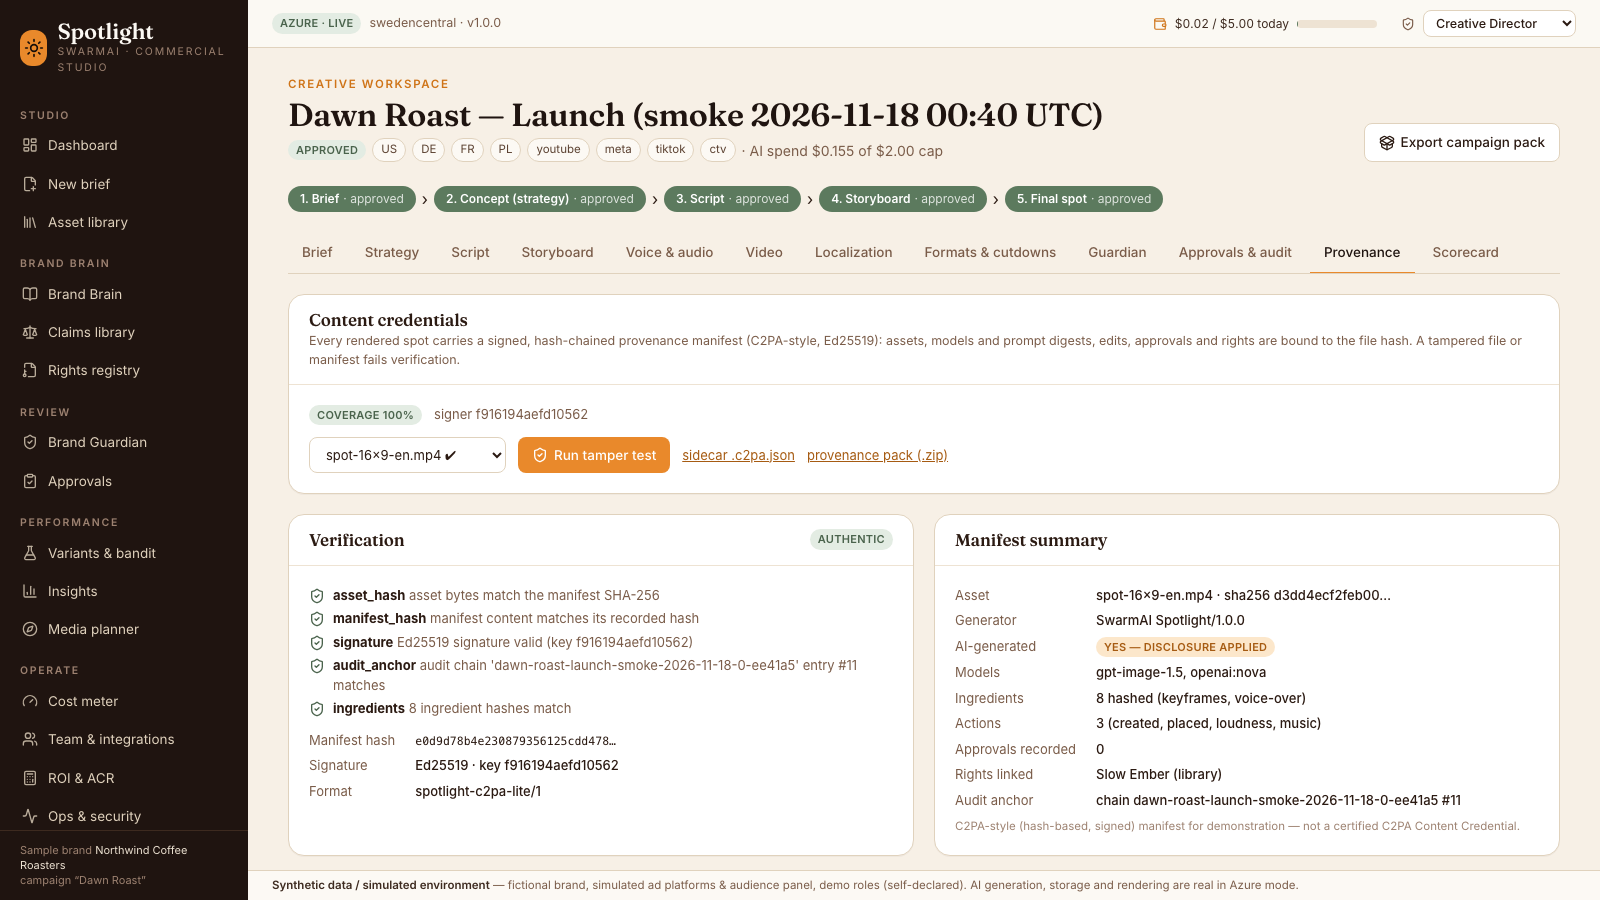 Spotlight
SWARMAI · COMMERCIAL
STUDIO
STUDIO
Dashboard
New brief
Asset library
BRAND BRAIN
Brand Brain
Claims library
Rights registry
REVIEW
Brand Guardian
Approvals
PERFORMANCE
Variants & bandit
Insights
Media planner
OPERATE
Cost meter
Team & integrations
ROI & ACR
Ops & security
Sample brand Northwind Coffee
Roasters
campaign “Dawn Roast”
AZURE · LIVE swedencentral · v1.0.0
$0.02 / $5.00 today
Creative Director
CREATIVE WORKSPACE
Dawn Roast — Launch (smoke 2026-11-18 00:40 UTC)
APPROVED US DE FR PL youtube meta tiktok ctv · AI spend $0.155 of $2.00 cap
Export campaign pack
1. Brief · approved › 2. Concept (strategy) · approved › 3. Script · approved › 4. Storyboard · approved › 5. Final spot · approved
Brief Strategy Script Storyboard Voice & audio Video Localization Formats & cutdowns Guardian Approvals & audit Provenance Scorecard
Content credentials
Every rendered spot carries a signed, hash-chained provenance manifest (C2PA-style, Ed25519): assets, models and prompt digests, edits, approvals and rights are bound to the file hash. A tampered file or
manifest fails verification.
COVERAGE 100% signer f916194aefd10562
spot-16×9-en.mp4 ✔ Run tamper test sidecar .c2pa.json provenance pack (.zip)
Verification
AUTHENTIC
asset_hash asset bytes match the manifest SHA-256
manifest_hash manifest content matches its recorded hash
signature Ed25519 signature valid (key f916194aefd10562)
audit_anchor audit chain 'dawn-roast-launch-smoke-2026-11-18-0-ee41a5' entry #11
matches
ingredients 8 ingredient hashes match
Manifest hash e0d9d78b4e230879356125cdd478…
Signature Ed25519 · key f916194aefd10562
Format spotlight-c2pa-lite/1
Manifest summary
Asset spot-16×9-en.mp4 · sha256 d3dd4ecf2feb00…
Generator SwarmAI Spotlight/1.0.0
AI-generated YES — DISCLOSURE APPLIED
Models gpt-image-1.5, openai:nova
Ingredients 8 hashed (keyframes, voice-over)
Actions 3 (created, placed, loudness, music)
Approvals recorded 0
Rights linked Slow Ember (library)
Audit anchor chain dawn-roast-launch-smoke-2026-11-18-0-ee41a5 #11
C2PA-style (hash-based, signed) manifest for demonstration — not a certified C2PA Content Credential.
Synthetic data / simulated environment — fictional brand, simulated ad platforms & audience panel, demo roles (self-declared). AI generation, storage and rendering are real in Azure mode.